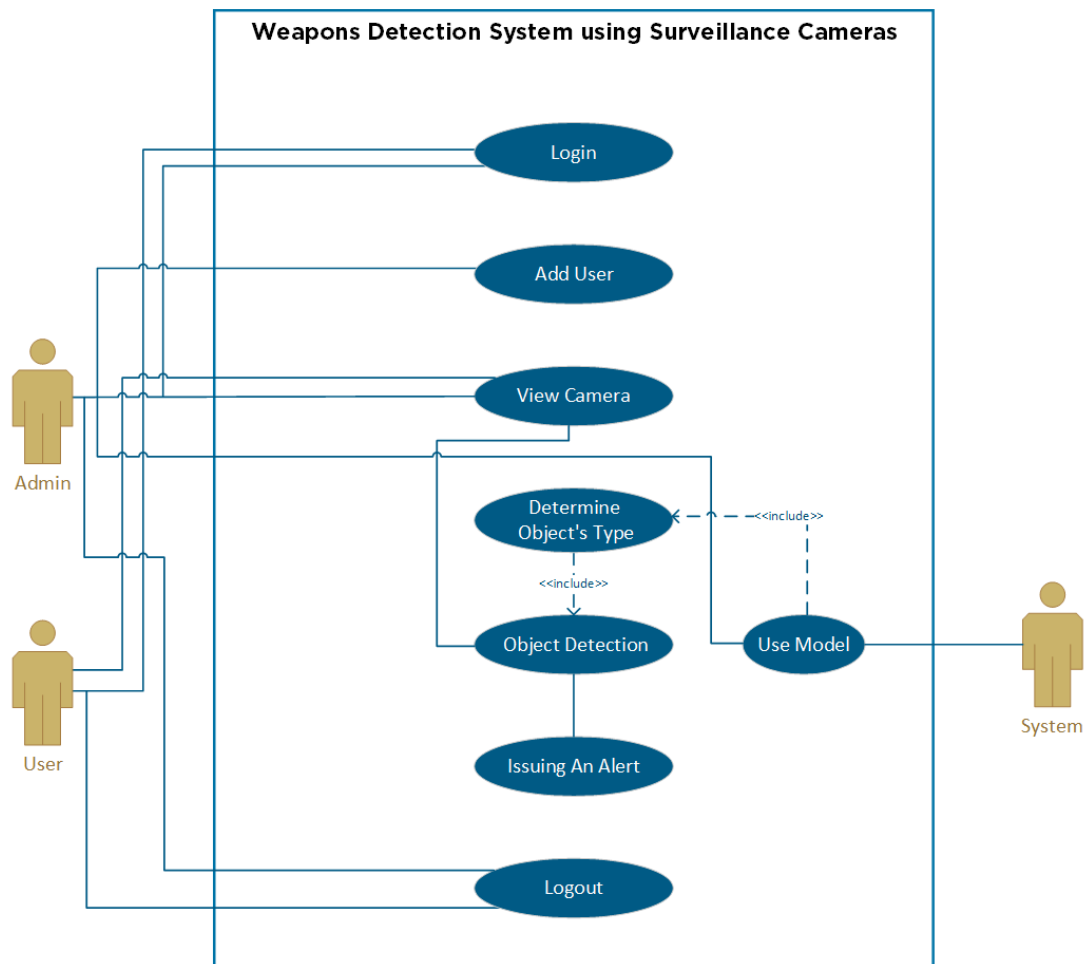 Weapons Detection System using Surveillance Cameras
Login
Add User
View Camera
Admin
Determine
Object's Type
<<include>>
<<include>>
Object Detection
Use Model
System
User
Issuing An Alert
Logout